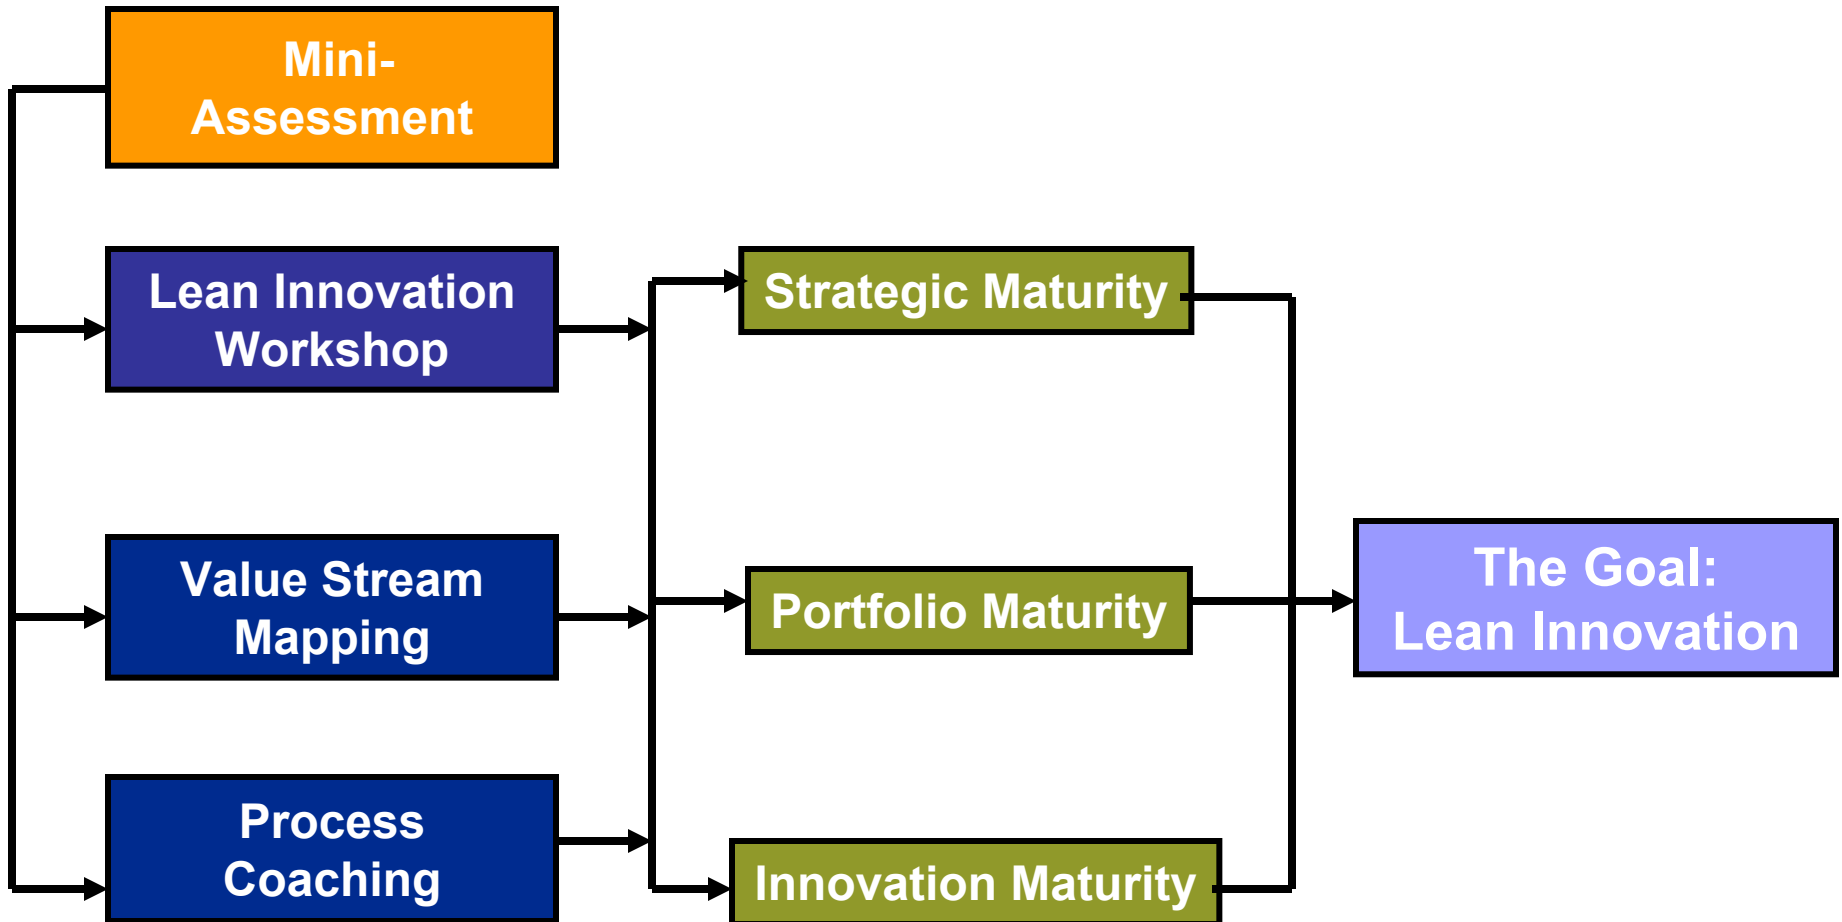 Mini-
Assessment
Lean Innovation
Workshop
Value Stream
Mapping
Process
Coaching
Strategic Maturity
Portfolio Maturity
Innovation Maturity
The Goal:
Lean Innovation